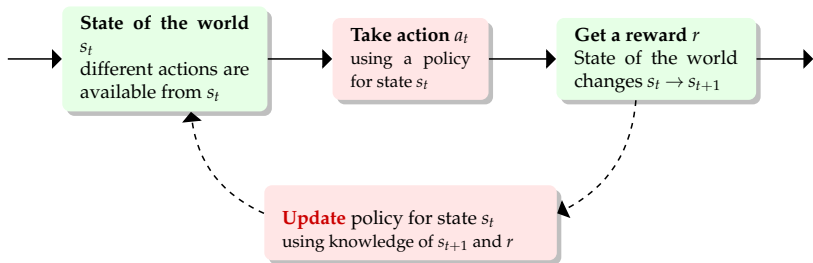 State of the world
s_t
different actions are
available from s_t
Take action a_t
using a policy
for state s_t
Get a reward r
State of the world
changes s_t → s_{t+1}
Update policy for state s_t
using knowledge of s_{t+1} and r